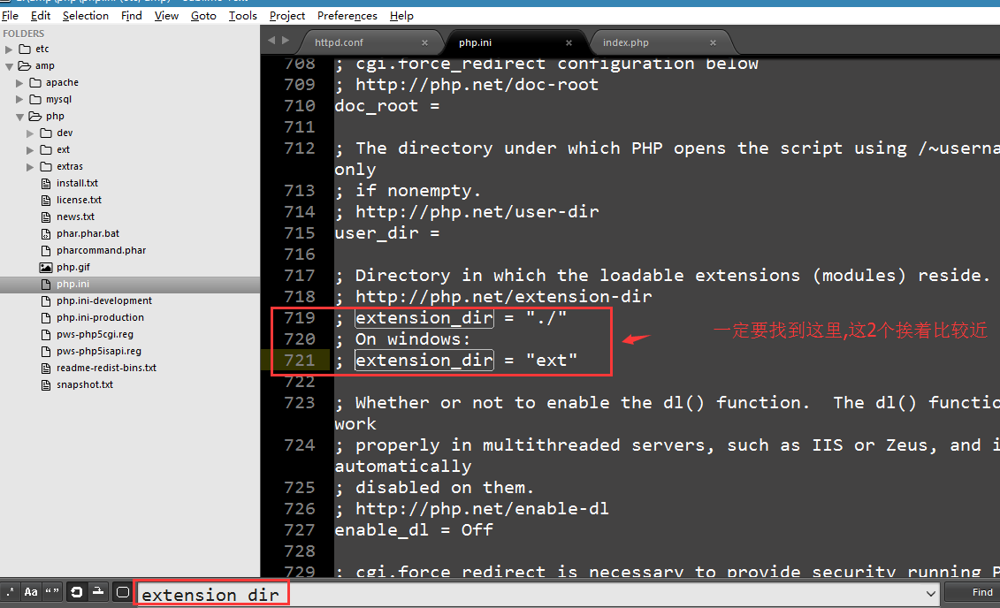 File Edit Selection Find View Goto Tools Project Preferences Help
FOLDERS
etc
amp
apache
mysql
php
dev
ext
extras
install.txt
license.txt
news.txt
phar.phar.bat
pharcommand.phar
php.gif
php.ini
php.ini-development
php.ini-production
pws-php5cgi.reg
pws-php5isapi.reg
readme-redist-bins.txt
snapshot.txt
httpd.conf × php.ini × index.php ×
708 ; cgi.force_redirect configuration below
709 ; http://php.net/doc-root
710 doc_root =
711
712 ; The directory under which PHP opens the script using /~userna
only
713 ; if nonempty.
714 ; http://php.net/user-dir
715 user_dir =
716
717 ; Directory in which the loadable extensions (modules) reside.
718 ; http://php.net/extension-dir
719 ; extension_dir = "./"
720 ; On windows:
721 ; extension_dir = "ext"
一定要找到这里,这2个挨着比较近
722
723 ; Whether or not to enable the dl() function.  The dl() functio
work
724 ; properly in multithreaded servers, such as IIS or Zeus, and i
automatically
725 ; disabled on them.
726 ; http://php.net/enable-dl
727 enable_dl = Off
728
729 ; cgi.force_redirect is necessary to provide security running P
.* Aa “” extension_dir Find